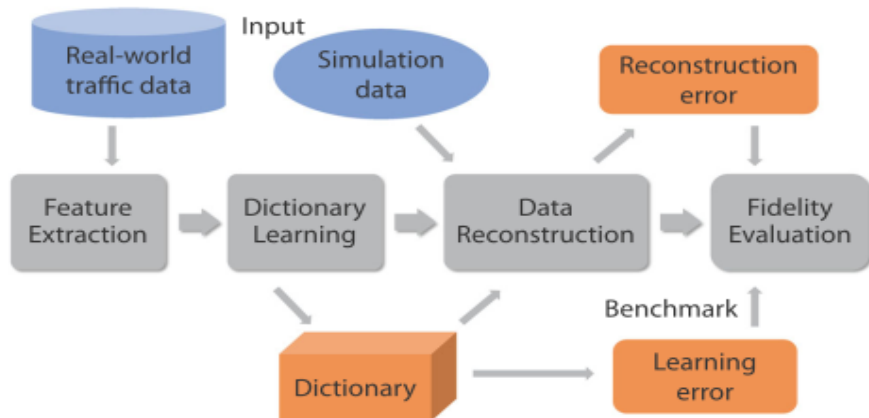 Real-world
traffic data
Input
Simulation
data
Reconstruction
error
Feature
Extraction
Dictionary
Learning
Data
Reconstruction
Fidelity
Evaluation
Benchmark
Dictionary
Learning
error